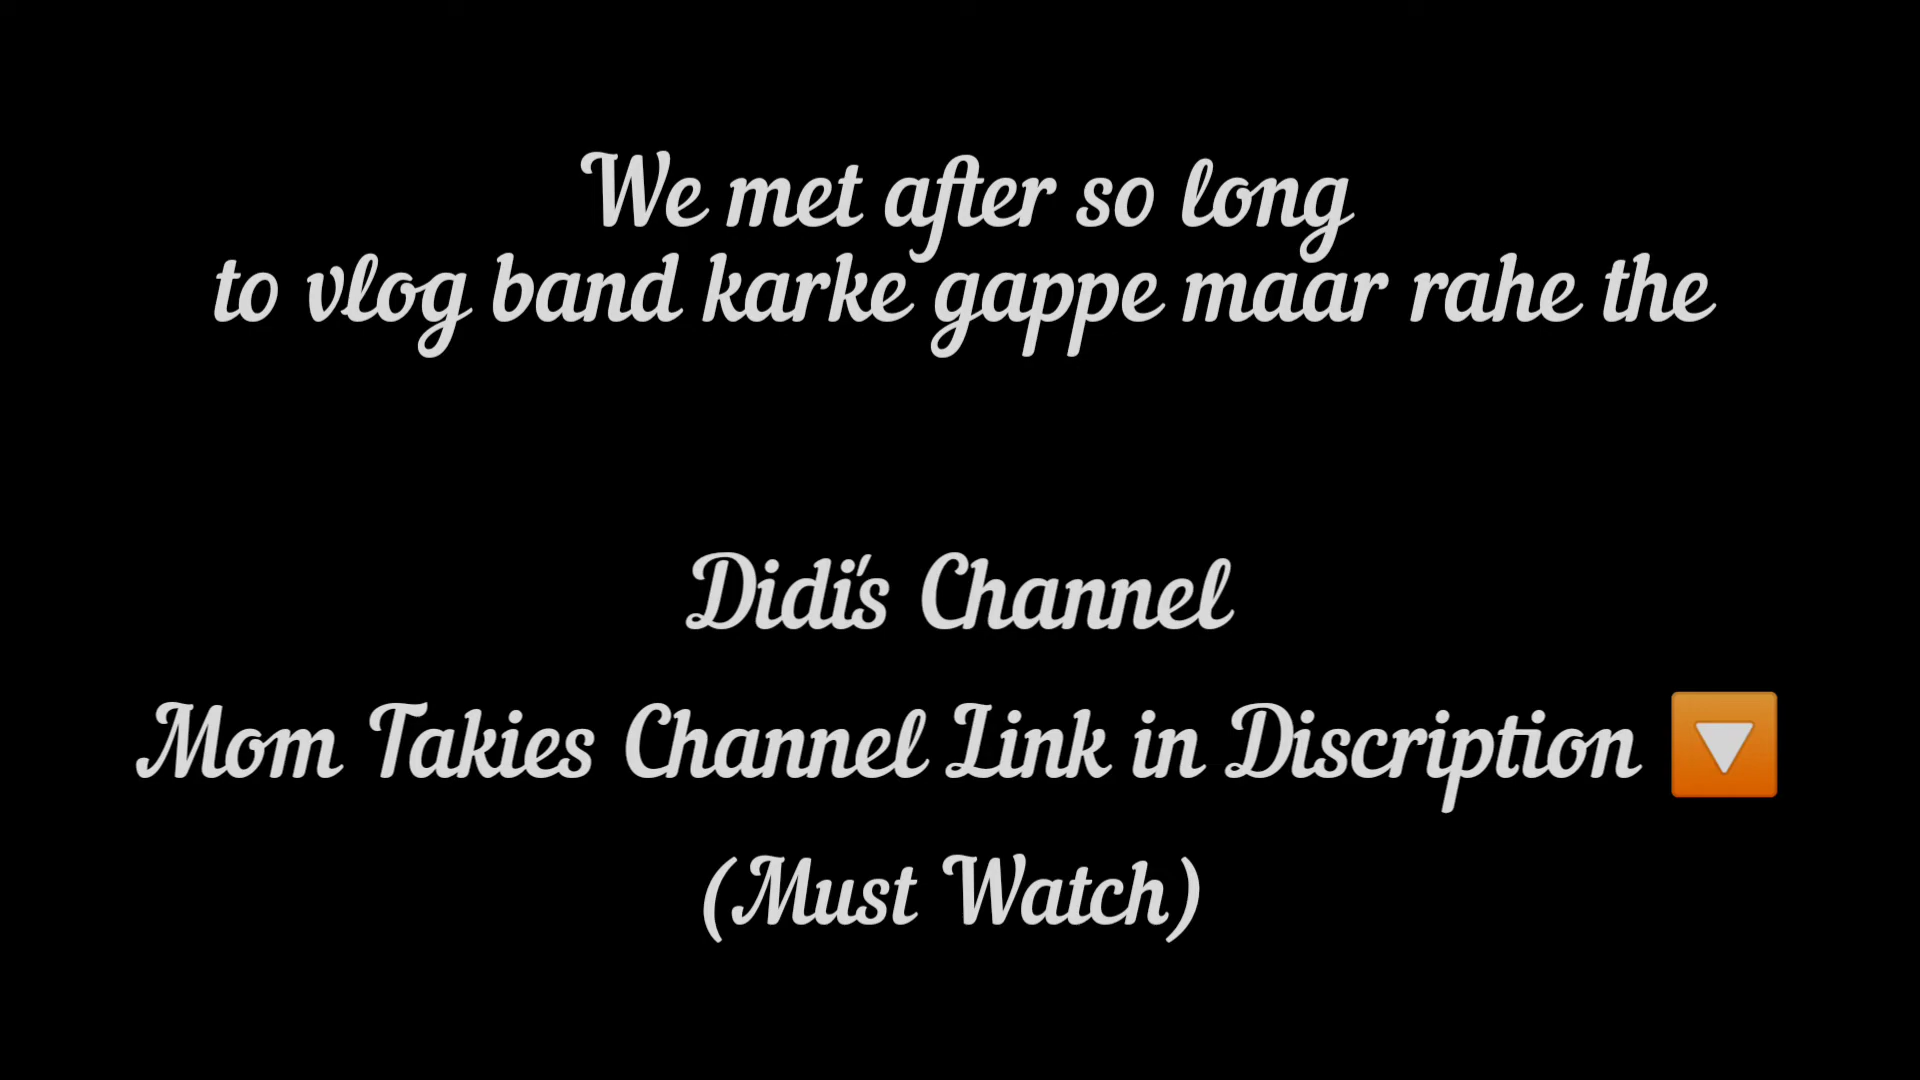 We met after so long
to vlog band karke gappe maar rahe the
Didi's Channel
Mom Takies Channel Link in Discription 🔽
(Must Watch)